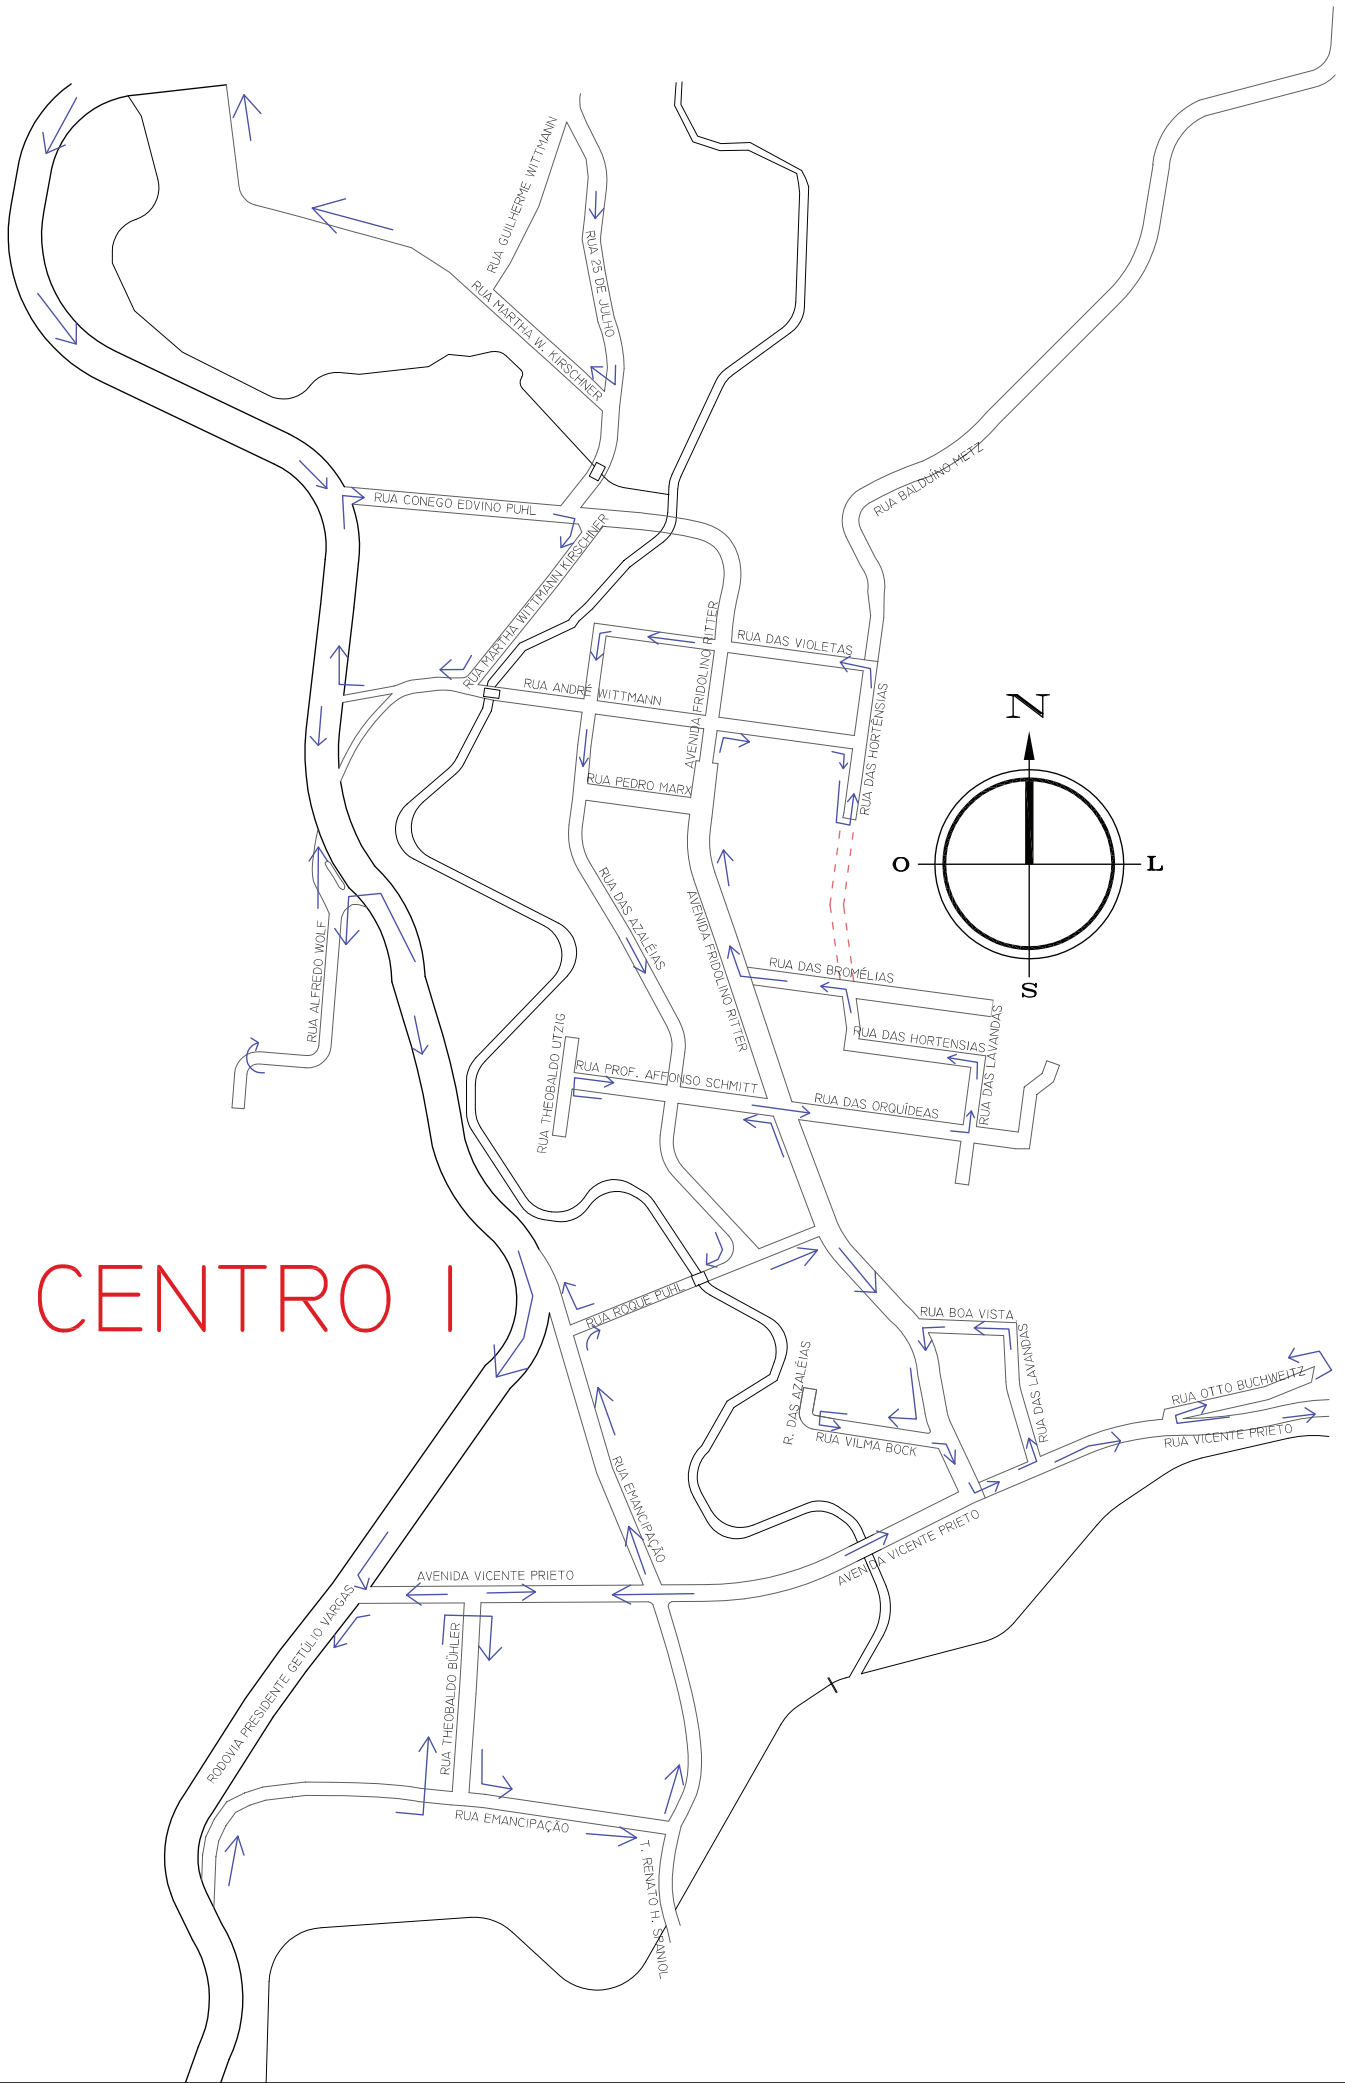 RUA GUILHERME WITTMANN
RUA 25 DE JULHO
RUA MARTHA W. KIRSCHNER
RUA BALDUÍNO METZ
RUA CONEGO EDVINO PUHL
RUA MARTHA WITTMANN KIRSCHNER
RUA DAS VIOLETAS
AVENIDA FRIDOLINO RITTER
RUA ANDRÉ WITTMANN
RUA DAS HORTÊNSIAS
N
RUA PEDRO MARX
O
L
S
RUA DAS AZALÉIAS
AVENIDA FRIDOLINO RITTER
RUA ALFREDO WOLF
RUA DAS BROMÉLIAS
RUA DAS HORTENSIAS
RUA DAS LAVANDAS
RUA THEOBALDO UTZIG
RUA PROF. AFFONSO SCHMITT
RUA DAS ORQUÍDEAS
CENTRO I
RUA ROQUE PUHL
RUA BOA VISTA
RUA DAS LAVANDAS
R. DAS AZALÉIAS
RUA VILMA BOCK
RUA OTTO BUCHWEITZ
RUA VICENTE PRIETO
RUA EMANCIPAÇÃO
AVENIDA VICENTE PRIETO
AVENIDA VICENTE PRIETO
RODOVIA PRESIDENTE GETÚLIO VARGAS
RUA THEOBALDO BÜHLER
RUA EMANCIPAÇÃO
T. RENATO H. SPANIOL